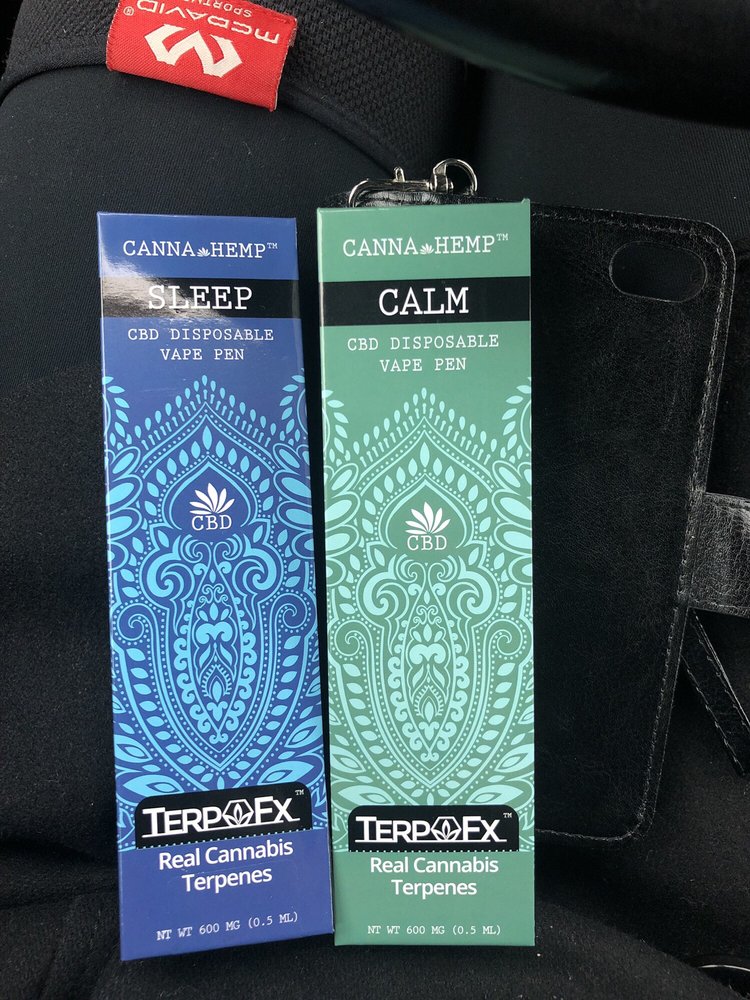 McDAVID
®
SPORTS
CANNA HEMP™
SLEEP
CBD DISPOSABLE
VAPE PEN
CBD
TERPFX™
Real Cannabis
Terpenes
NT WT 600 MG (0.5 ML)
CANNA HEMP™
CALM
CBD DISPOSABLE
VAPE PEN
CBD
TERPFX™
Real Cannabis
Terpenes
NT WT 600 MG (0.5 ML)